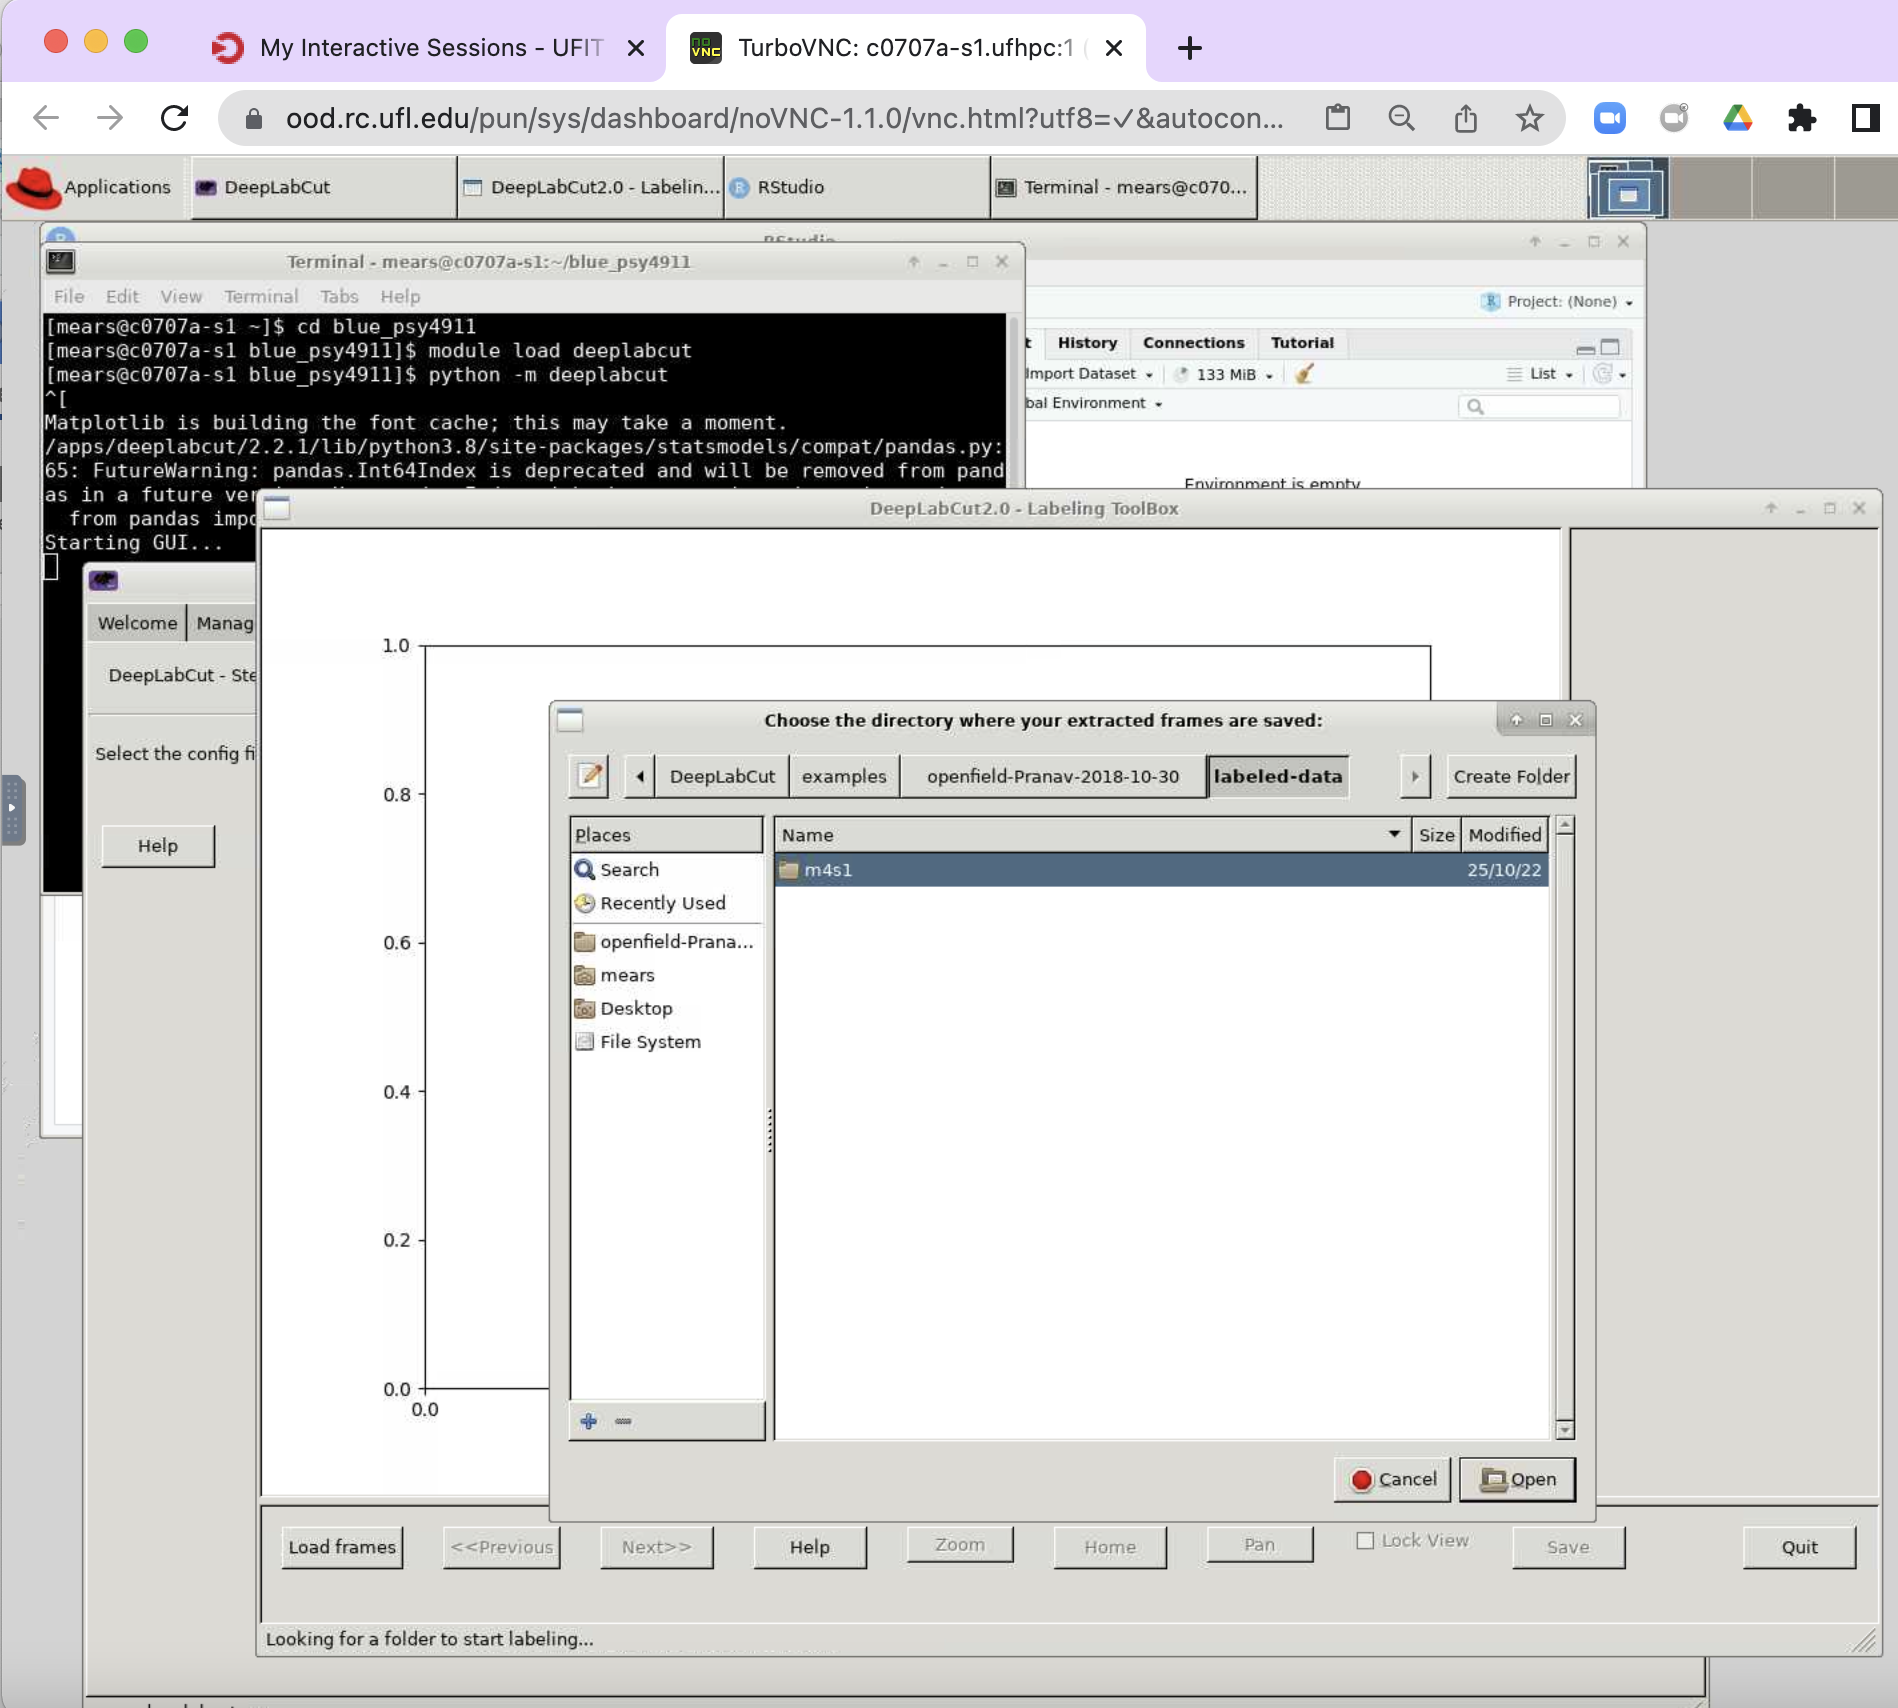 My Interactive Sessions - UFIT
TurboVNC: c0707a-s1.ufhpc:1 (
ood.rc.ufl.edu/pun/sys/dashboard/noVNC-1.1.0/vnc.html?utf8=✓&autocon...
Applications
DeepLabCut
DeepLabCut2.0 - Labelin...
RStudio
Terminal - mears@c070...
RStudio
Terminal - mears@c0707a-s1:~/blue_psy4911
File Edit View Terminal Tabs Help
[mears@c0707a-s1 ~]$ cd blue_psy4911
[mears@c0707a-s1 blue_psy4911]$ module load deeplabcut
[mears@c0707a-s1 blue_psy4911]$ python -m deeplabcut
^[
Matplotlib is building the font cache; this may take a moment.
/apps/deeplabcut/2.2.1/lib/python3.8/site-packages/statsmodels/compat/pandas.py:
65: FutureWarning: pandas.Int64Index is deprecated and will be removed from pand
as in a future ver
from pandas impo
Starting GUI...
Project: (None)
t History Connections Tutorial
Import Dataset 133 MiB List
bal Environment
Environment is empty
Welcome Manag
DeepLabCut - Ste
Select the config fi
Help
DeepLabCut2.0 - Labeling ToolBox
1.0
0.8
0.6
0.4
0.2
0.0
0.0
Choose the directory where your extracted frames are saved:
DeepLabCut examples openfield-Pranav-2018-10-30 labeled-data Create Folder
Places
Search
Recently Used
openfield-Prana...
mears
Desktop
File System
Name Size Modified
m4s1 25/10/22
Cancel Open
Load frames <<Previous Next>> Help Zoom Home Pan Lock View Save Quit
Looking for a folder to start labeling...